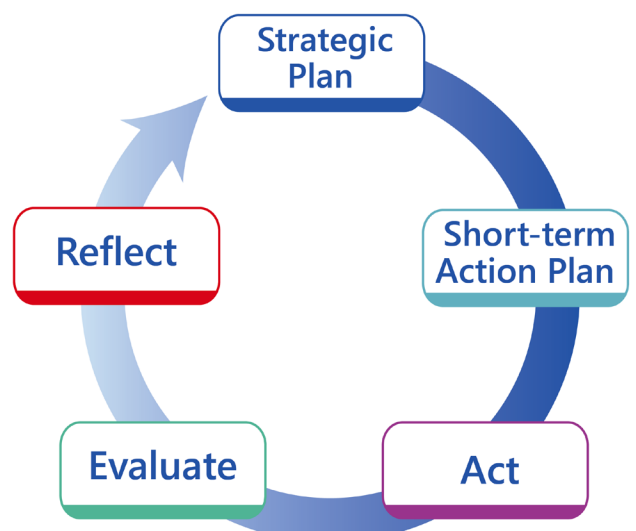 Strategic
Plan
Short-term
Action Plan
Act
Evaluate
Reflect